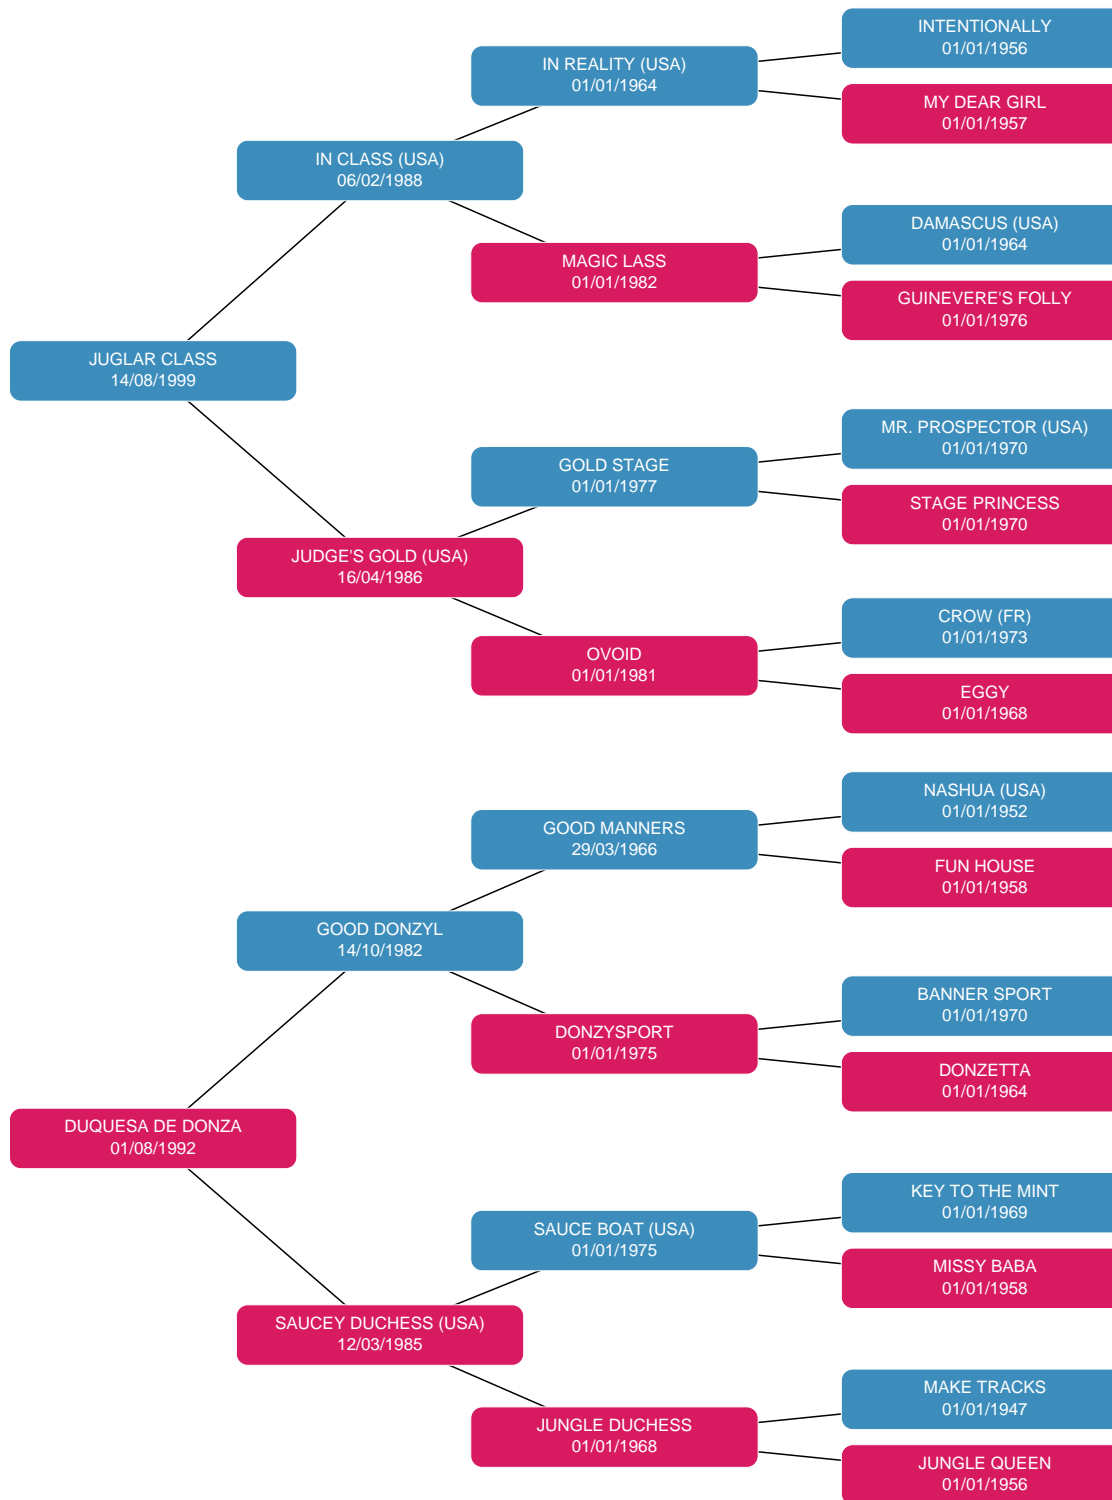 INTENTIONALLY
01/01/1956
IN REALITY (USA)
01/01/1964
MY DEAR GIRL
01/01/1957
IN CLASS (USA)
06/02/1988
DAMASCUS (USA)
01/01/1964
MAGIC LASS
01/01/1982
GUINEVERE'S FOLLY
01/01/1976
JUGLAR CLASS
14/08/1999
MR. PROSPECTOR (USA)
01/01/1970
GOLD STAGE
01/01/1977
STAGE PRINCESS
01/01/1970
JUDGE'S GOLD (USA)
16/04/1986
CROW (FR)
01/01/1973
OVOID
01/01/1981
EGGY
01/01/1968
NASHUA (USA)
01/01/1952
GOOD MANNERS
29/03/1966
FUN HOUSE
01/01/1958
GOOD DONZYL
14/10/1982
BANNER SPORT
01/01/1970
DONZYSPORT
01/01/1975
DONZETTA
01/01/1964
DUQUESA DE DONZA
01/08/1992
KEY TO THE MINT
01/01/1969
SAUCE BOAT (USA)
01/01/1975
MISSY BABA
01/01/1958
SAUCEY DUCHESS (USA)
12/03/1985
MAKE TRACKS
01/01/1947
JUNGLE DUCHESS
01/01/1968
JUNGLE QUEEN
01/01/1956